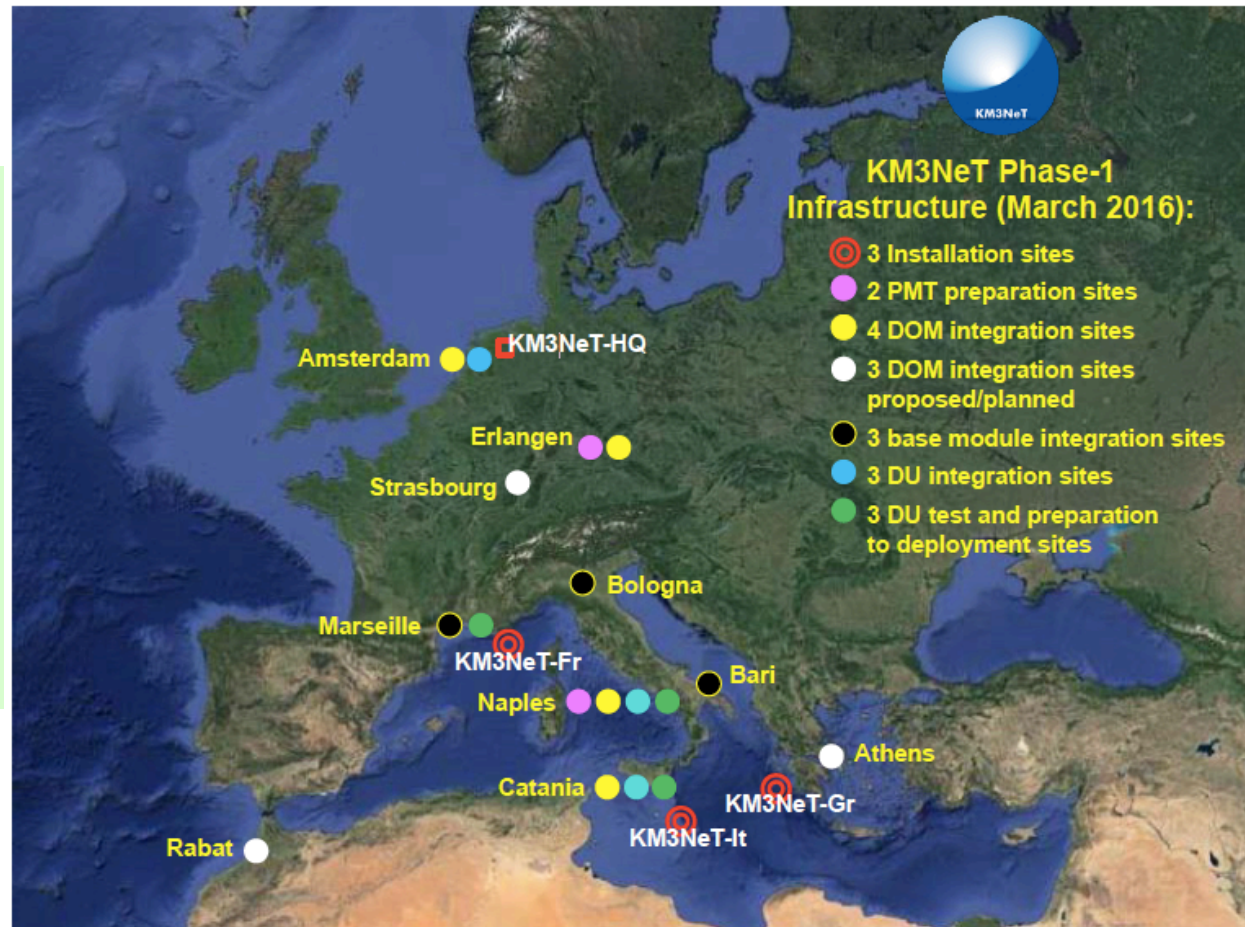 KM3NeT
KM3NeT Phase-1
Infrastructure (March 2016):
3 Installation sites
2 PMT preparation sites
4 DOM integration sites
3 DOM integration sites
proposed/planned
3 base module integration sites
3 DU integration sites
3 DU test and preparation
to deployment sites
KM3NeT-HQ
Amsterdam
Erlangen
Strasbourg
Bologna
Marseille
KM3NeT-Fr
Bari
Naples
Athens
Catania
KM3NeT-Gr
KM3NeT-It
Rabat